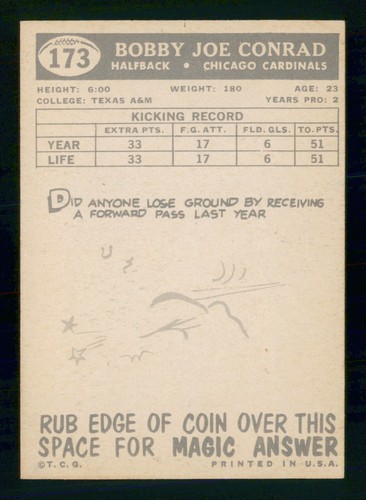 173
BOBBY JOE CONRAD
HALFBACK • CHICAGO CARDINALS
HEIGHT: 6:00 WEIGHT: 180 AGE: 23
COLLEGE: TEXAS A&M YEARS PRO: 2
KICKING RECORD
EXTRA PTS. F.G. ATT. FLD. GLS. TO-PTS.
YEAR 33 17 6 51
LIFE 33 17 6 51
DID ANYONE LOSE GROUND BY RECEIVING
A FORWARD PASS LAST YEAR
RUB EDGE OF COIN OVER THIS
SPACE FOR MAGIC ANSWER
©T.C.G. PRINTED IN U.S.A.